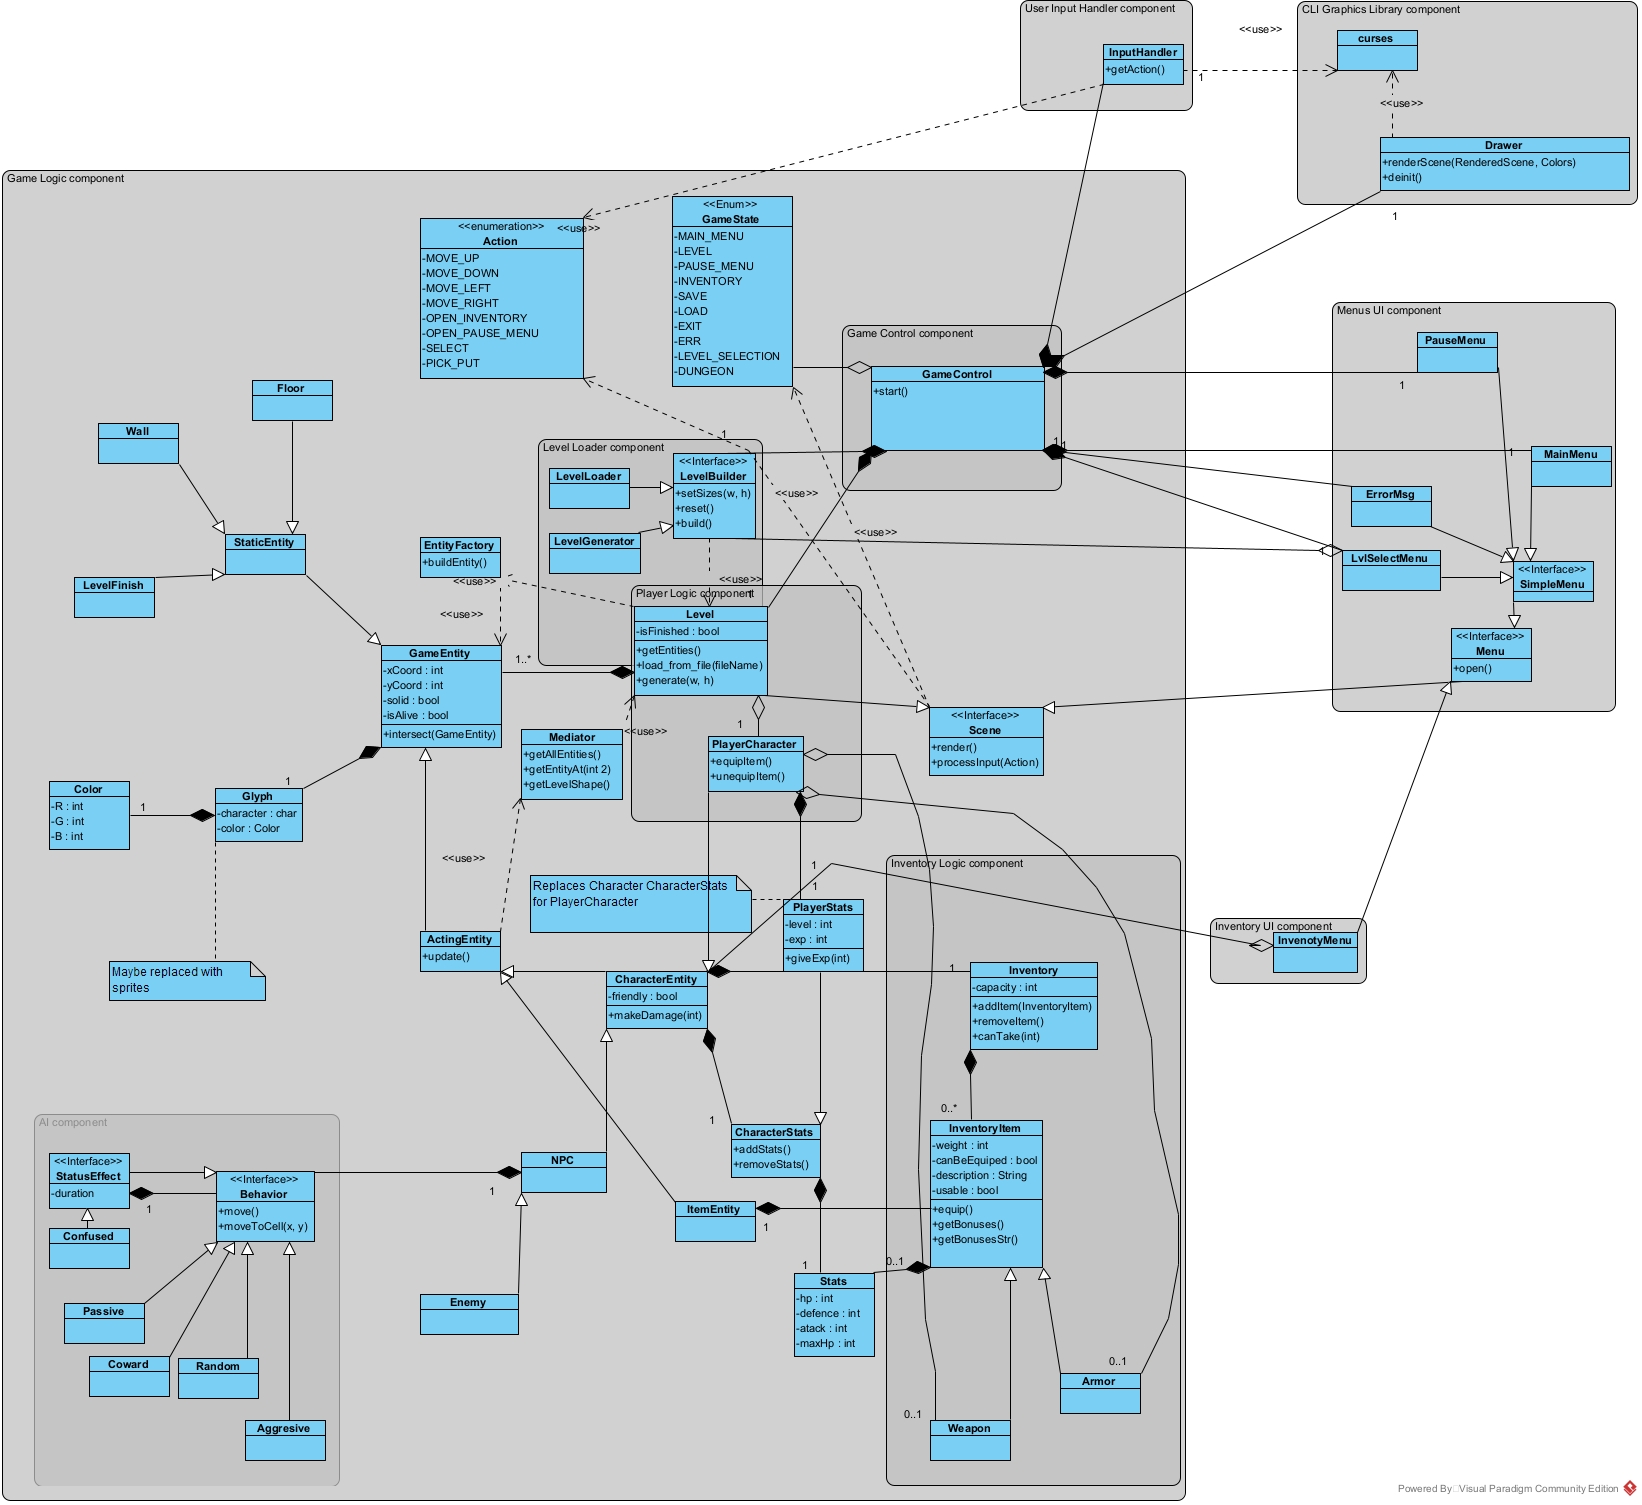 User Input Handler component
InputHandler
+getAction()
1
<<use>>
CLI Graphics Library component
curses
<<use>>
Drawer
+renderScene(RenderedScene, Colors)
+deinit()
1
Game Logic component
<<enumeration>>
Action
-MOVE_UP
-MOVE_DOWN
-MOVE_LEFT
-MOVE_RIGHT
-OPEN_INVENTORY
-OPEN_PAUSE_MENU
-SELECT
-PICK_PUT
<<use>>
<<Enum>>
GameState
-MAIN_MENU
-LEVEL
-PAUSE_MENU
-INVENTORY
-SAVE
-LOAD
-EXIT
-ERR
-LEVEL_SELECTION
-DUNGEON
Game Control component
GameControl
+start()
1
1
Menus UI component
PauseMenu
1
MainMenu
1
ErrorMsg
LvlSelectMenu
<<Interface>>
SimpleMenu
<<Interface>>
Menu
+open()
Floor
Wall
StaticEntity
LevelFinish
Level Loader component
1
LevelLoader
<<Interface>>
LevelBuilder
+setSizes(w, h)
+reset()
+build()
LevelGenerator
<<use>>
<<use>>
<<use>>
EntityFactory
+buildEntity()
<<use>>
<<use>>
Player Logic component
1
Level
-isFinished : bool
+getEntities()
+load_from_file(fileName)
+generate(w, h)
GameEntity
-xCoord : int
-yCoord : int
-solid : bool
-isAlive : bool
+intersect(GameEntity)
1..*
Mediator
+getAllEntities()
+getEntityAt(int 2)
+getLevelShape()
<<use>>
1
PlayerCharacter
+equipItem()
+unequipItem()
<<Interface>>
Scene
+render()
+processInput(Action)
Color
-R : int
-G : int
-B : int
1
Glyph
-character : char
-color : Color
1
<<use>>
Maybe replaced with
sprites
Replaces Character CharacterStats
for PlayerCharacter
1
1
PlayerStats
-level : int
-exp : int
+giveExp(int)
Inventory Logic component
Inventory UI component
InvenotyMenu
ActingEntity
+update()
CharacterEntity
-friendly : bool
+makeDamage(int)
1
Inventory
-capacity : int
+addItem(InventoryItem)
+removeItem()
+canTake(int)
0..*
1
CharacterStats
+addStats()
+removeStats()
InventoryItem
-weight : int
-canBeEquiped : bool
-description : String
-usable : bool
+equip()
+getBonuses()
+getBonusesStr()
AI component
<<Interface>>
StatusEffect
-duration
1
<<Interface>>
Behavior
+move()
+moveToCell(x, y)
1
NPC
Confused
Passive
Coward
Random
Aggresive
Enemy
ItemEntity
1
1
0..1
Stats
-hp : int
-defence : int
-atack : int
-maxHp : int
0..1
Armor
0..1
Weapon
Powered By Visual Paradigm Community Edition